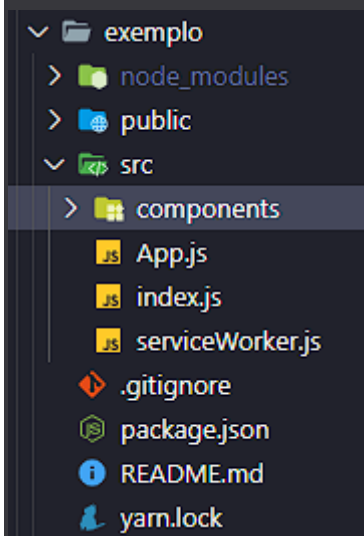 exemplo
node_modules
public
src
components
App.js
index.js
serviceWorker.js
.gitignore
package.json
README.md
yarn.lock